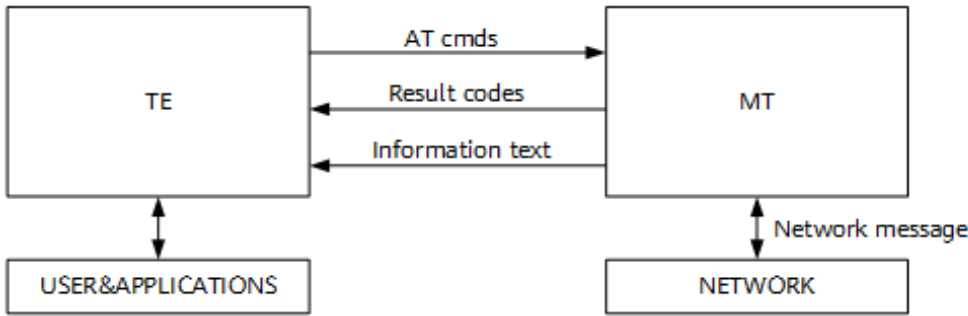 AT cmds
TE
Result codes
MT
Information text
Network message
USER&APPLICATIONS
NETWORK